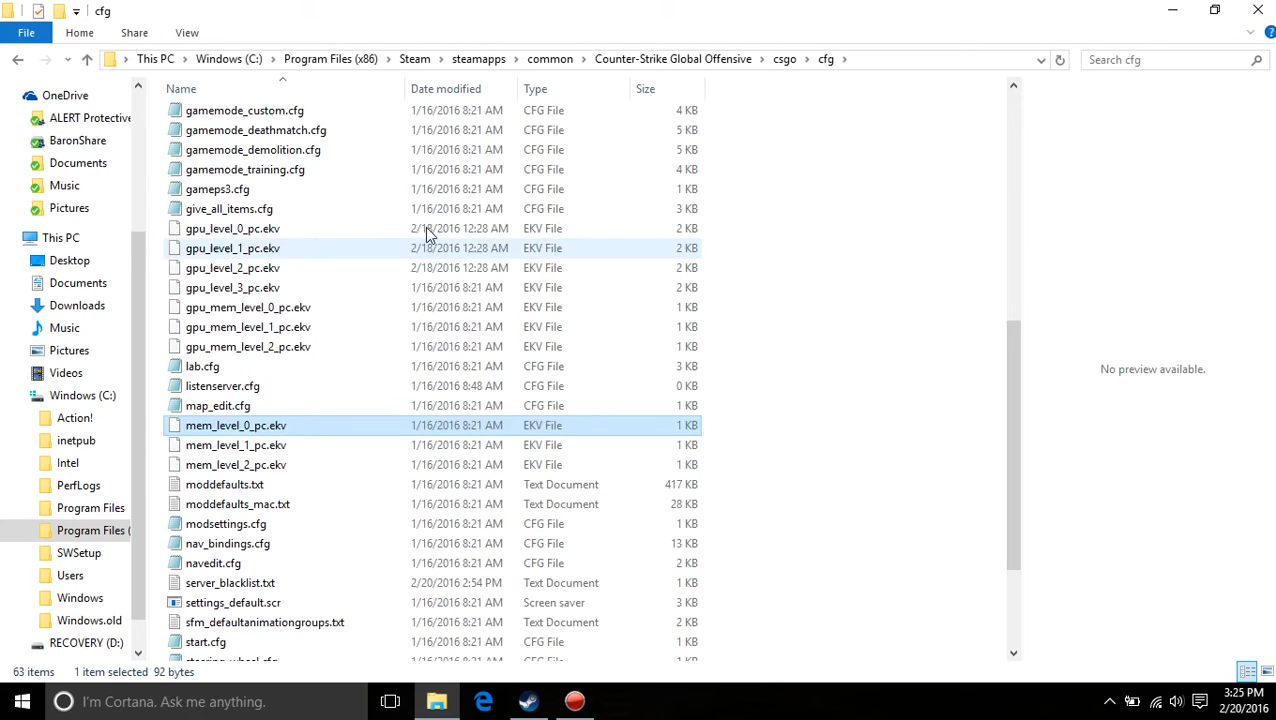 cfg
File Home Share View
This PC Windows (C:) Program Files (x86) Steam steamapps common Counter-Strike Global Offensive csgo cfg Search cfg
Name Date modified Type Size
OneDrive
ALERT Protective
BaronShare
Documents
Music
Pictures
This PC
Desktop
Documents
Downloads
Music
Pictures
Videos
Windows (C:)
Action!
inetpub
Intel
PerfLogs
Program Files
Program Files (
SWSetup
Users
Windows
Windows.old
RECOVERY (D:)
gamemode_custom.cfg 1/16/2016 8:21 AM CFG File 4 KB
gamemode_deathmatch.cfg 1/16/2016 8:21 AM CFG File 5 KB
gamemode_demolition.cfg 1/16/2016 8:21 AM CFG File 5 KB
gamemode_training.cfg 1/16/2016 8:21 AM CFG File 4 KB
gameps3.cfg 1/16/2016 8:21 AM CFG File 1 KB
give_all_items.cfg 1/16/2016 8:21 AM CFG File 3 KB
gpu_level_0_pc.ekv 2/18/2016 12:28 AM EKV File 2 KB
gpu_level_1_pc.ekv 2/18/2016 12:28 AM EKV File 2 KB
gpu_level_2_pc.ekv 2/18/2016 12:28 AM EKV File 2 KB
gpu_level_3_pc.ekv 1/16/2016 8:21 AM EKV File 2 KB
gpu_mem_level_0_pc.ekv 1/16/2016 8:21 AM EKV File 1 KB
gpu_mem_level_1_pc.ekv 1/16/2016 8:21 AM EKV File 1 KB
gpu_mem_level_2_pc.ekv 1/16/2016 8:21 AM EKV File 1 KB
lab.cfg 1/16/2016 8:21 AM CFG File 3 KB
listenserver.cfg 1/16/2016 8:48 AM CFG File 0 KB
map_edit.cfg 1/16/2016 8:21 AM CFG File 1 KB
mem_level_0_pc.ekv 1/16/2016 8:21 AM EKV File 1 KB
mem_level_1_pc.ekv 1/16/2016 8:21 AM EKV File 1 KB
mem_level_2_pc.ekv 1/16/2016 8:21 AM EKV File 1 KB
moddefaults.txt 1/16/2016 8:21 AM Text Document 417 KB
moddefaults_mac.txt 1/16/2016 8:21 AM Text Document 28 KB
modsettings.cfg 1/16/2016 8:21 AM CFG File 1 KB
nav_bindings.cfg 1/16/2016 8:21 AM CFG File 13 KB
navedit.cfg 1/16/2016 8:21 AM CFG File 2 KB
server_blacklist.txt 2/20/2016 2:54 PM Text Document 1 KB
settings_default.scr 1/16/2016 8:21 AM Screen saver 3 KB
sfm_defaultanimationgroups.txt 1/16/2016 8:21 AM Text Document 2 KB
start.cfg 1/16/2016 8:21 AM CFG File 1 KB
No preview available.
63 items 1 item selected 92 bytes
I'm Cortana. Ask me anything.
3:25 PM
2/20/2016